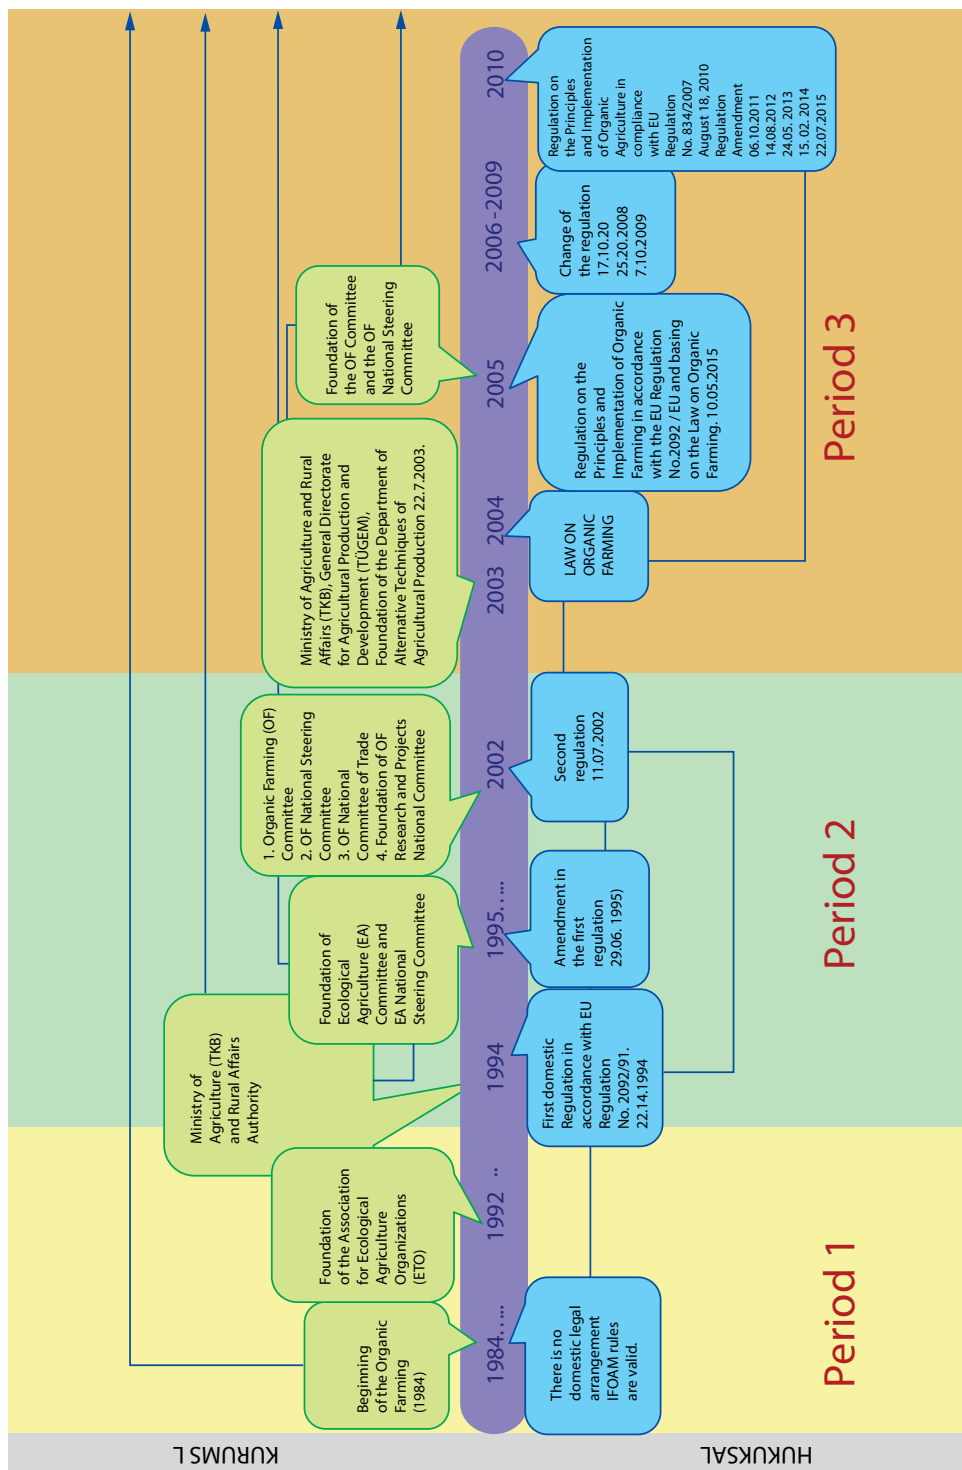 KURUMS L
Beginning
of the Organic
Farming
(1984)
Foundation
of the Association
for Ecological
Agriculture
Organizations
(ETO)
Ministry of
Agriculture (TKB)
and Rural Affairs
Authority
Foundation of
Ecological
Agriculture (EA)
Committee and
EA National
Steering Committee
1. Organic Farming (OF)
Committee
2. OF National Steering
Committee
3. OF National
Committee of Trade
4. Foundation of OF
Research and Projects
National Committee
Ministry of Agriculture and Rural
Affairs (TKB), General Directorate
for Agricultural Production and
Development (TÜGEM),
Foundation of the Department of
Alternative Techniques of
Agricultural Production 22.7.2003.
Foundation of
the OF Committee
and the OF
National Steering
Committee
1984.....
1992 ..
1994
1995.....
2002
2003
2004
2005
2006-2009
2010
HUKUKSAL
There is no
domestic legal
arrangement
IFOAM rules
are valid.
First domestic
Regulation in
accordance with EU
Regulation
No. 2092/91.
22.14.1994
Amendment in
the first
regulation
29.06. 1995)
Second
regulation
11.07.2002
LAW ON
ORGANIC
FARMING
Regulation on the
Principles and
Implementation of Organic
Farming in accordance
with the EU Regulation
No.2092 / EU and basing
on the Law on Organic
Farming. 10.05.2015
Change of
the regulation
17.10.20
25.20.2008
7.10.2009
Regulation on
the Principles
and Implementation
of Organic
Agriculture in
compliance
with EU
Regulation
No. 834/2007
August 18, 2010
Regulation
Amendment
06.10.2011
14.08.2012
24.05. 2013
15. 02. 2014
22.07.2015
Period 1
Period 2
Period 3